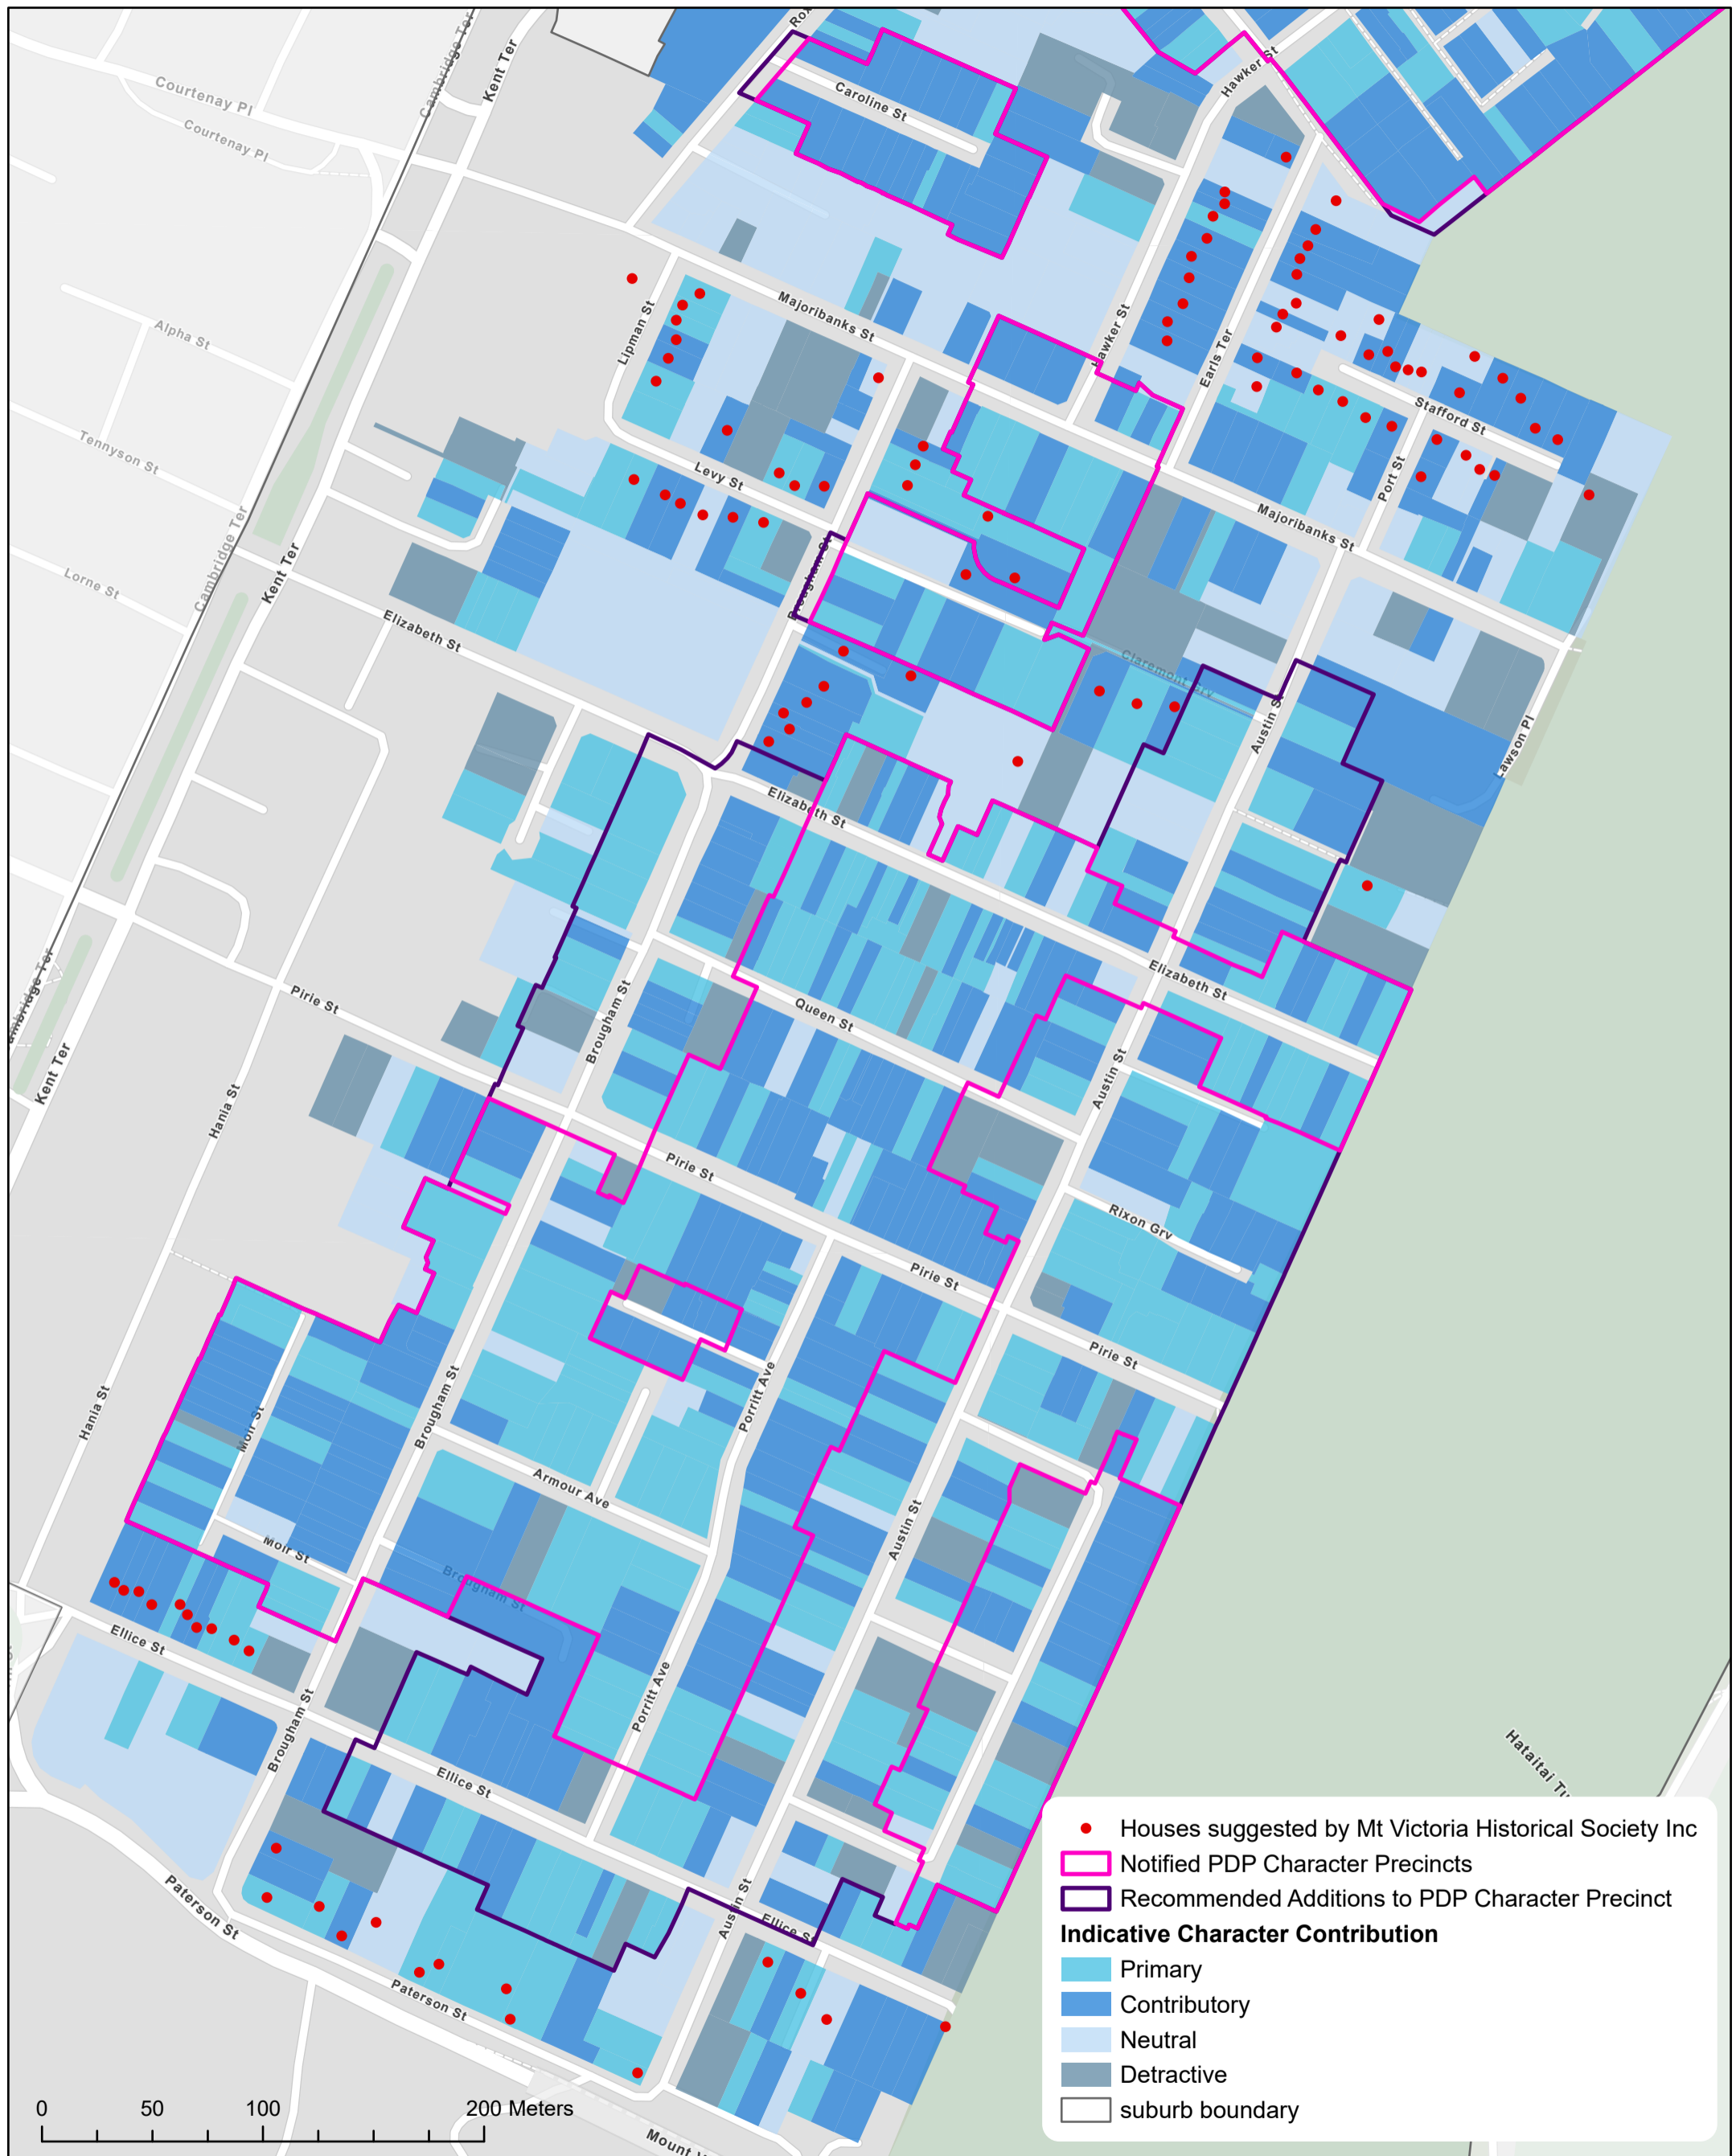 Courtenay Pl
Courtenay Pl
Cambridge Ter
Kent Ter
Caroline St
Hawker St
Alpha St
Lipman St
Majoribanks St
Hawker St
Earls Ter
Stafford St
Tennyson St
Levy St
Port St
Majoribanks St
Lorne St
Cambridge Ter
Kent Ter
Elizabeth St
Brougham St
Claremont Grv
Austin St
Lawson Pl
Elizabeth St
Pirie St
Brougham St
Queen St
Elizabeth St
Kent Ter
Hania St
Austin St
Pirie St
Rixon Grv
Pirie St
Pirie St
Hania St
Moir St
Brougham St
Porritt Ave
Armour Ave
Austin St
Moir St
Brougham St
Ellice St
Brougham St
Porritt Ave
Ellice St
Paterson St
Austin St
Ellice St
Paterson St
Houses suggested by Mt Victoria Historical Society Inc
Notified PDP Character Precincts
Recommended Additions to PDP Character Precinct
Indicative Character Contribution
Primary
Contributory
Neutral
Detractive
suburb boundary
0 50 100 200 Meters